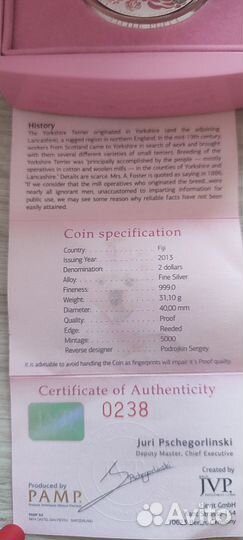 History
The Yorkshire Terrier originated in Yorkshire (and the adjoining
Lancashire), a rugged region in northern England. In the mid-19th century,
workers from Scotland came to Yorkshire in search of work and brought
with them several different varieties of small terriers. Breeding of the
Yorkshire Terrier was "principally accomplished by the people — mostly
operatives in cotton and woolen mills — in the counties of Yorkshire and
Lancashire." Details are scarce. Mrs. A. Foster is quoted as saying in 1886,
"If we consider that the mill operatives who originated the breed..were
nearly all ignorant men, unaccustomed to imparting information for
public use, we may see some reason why reliable facts have not been
easily attained.
Coin specification
Country: Fiji
Issuing Year: 2013
Denomination: 2 dollars
Alloy: Fine Silver
Fineness: 999.0
Weight: 31,10 g
Diameter: 40,00 mm
Quality: Proof
Edge: Reeded
Mintage: 5000
Reverse designer: Podrojkin Sergey
It is advisable to avoid handling the Coin as fingerprints will impair it's Proof quality.
Certificate of Authenticity
0238
Juri Pschegorlinski
Deputy Master, Chief Executive
Produced by
PAMP
PAMP SA
Created by
JVP
GmbH
Avito